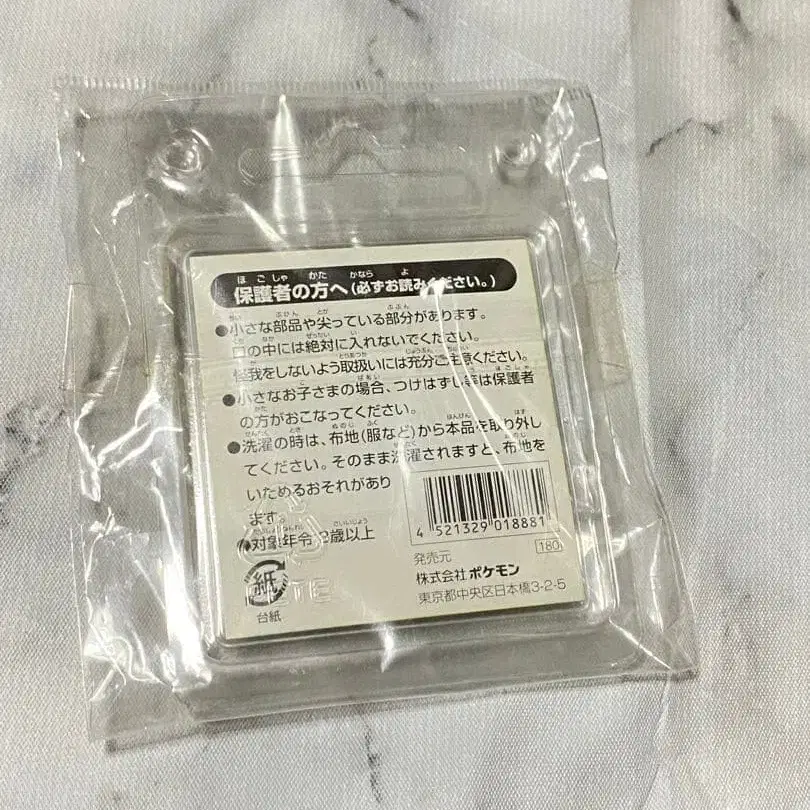 保護者の方へ(必ずお読みください。)
●小さな部品や尖っている部分があります。
口の中には絶対に入れないでください。
怪我をしないよう取扱いには充分ご注意ください。
●小さなお子さまの場合、つけはずし等は保護者
の方がおこなってください。
●洗濯の時は、布地(服など)から本品を取り外し
てください。そのまま洗濯されますと、布地を
いためるおそれがあり
ます。
●対象年令 歳以上
4 521329 018881
180
発売元
株式会社 ポケモン
東京都中央区日本橋3-2-5
紙
台紙